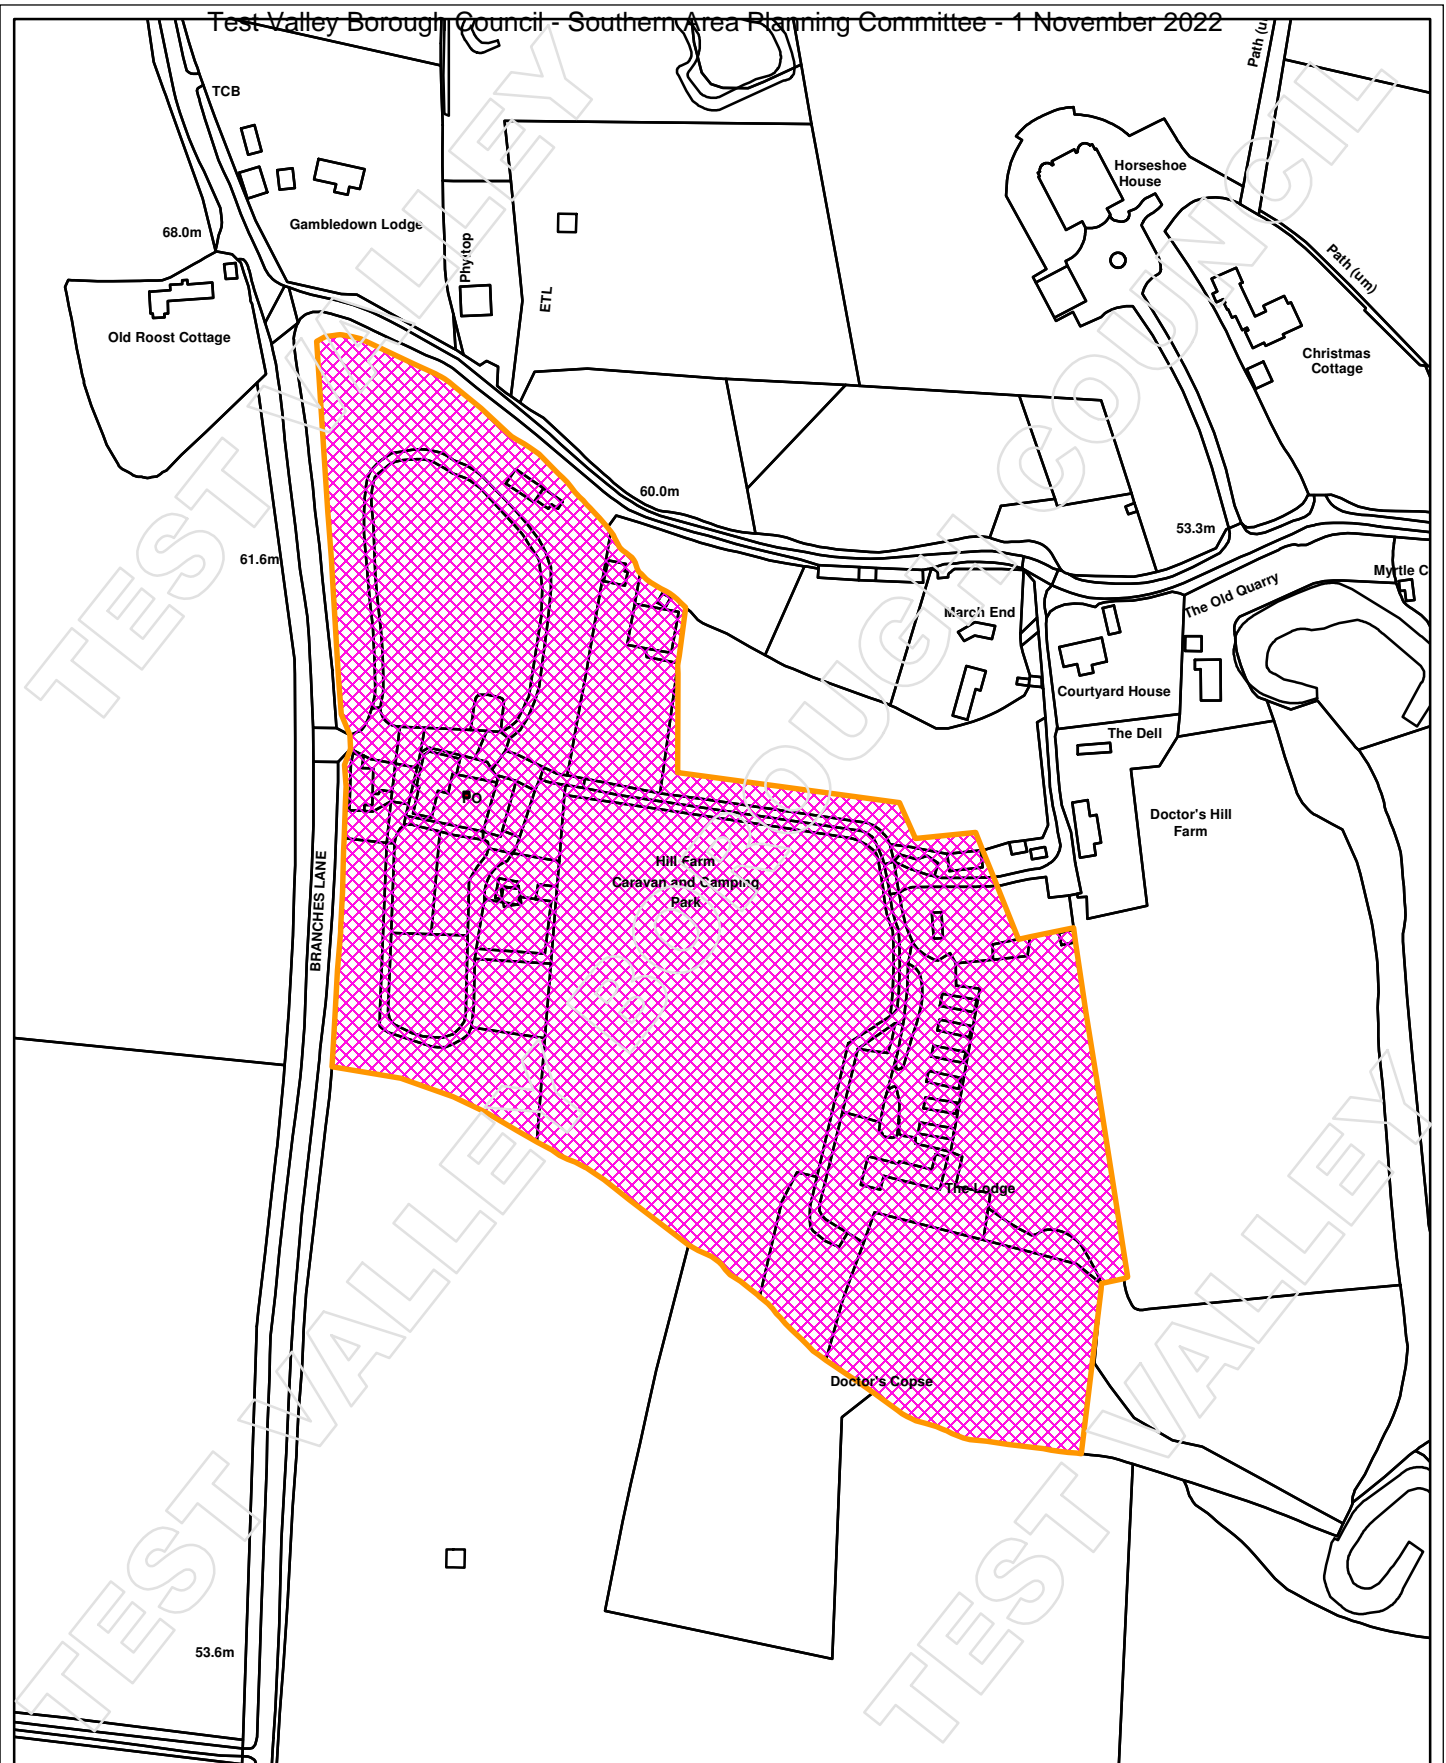 Test Valley Borough Council - Southern Area Planning Committee - 1 November 2022
Path (u
TCB
Horseshoe
House
Gambledown Lodge
68.0m
Phystop
ETL
Path (um)
Old Roost Cottage
Christmas
Cottage
60.0m
53.3m
61.6m
Myrtle C
The Old Quarry
March End
Courtyard House
The Dell
PO
Doctor's Hill
Farm
Hill Farm
Caravan and Camping
Park
BRANCHES LANE
The Lodge
Doctor's Copse
53.6m
TEST VALLEY
TEST VALLEY BOROUGH COUNCIL
TEST VALLEY